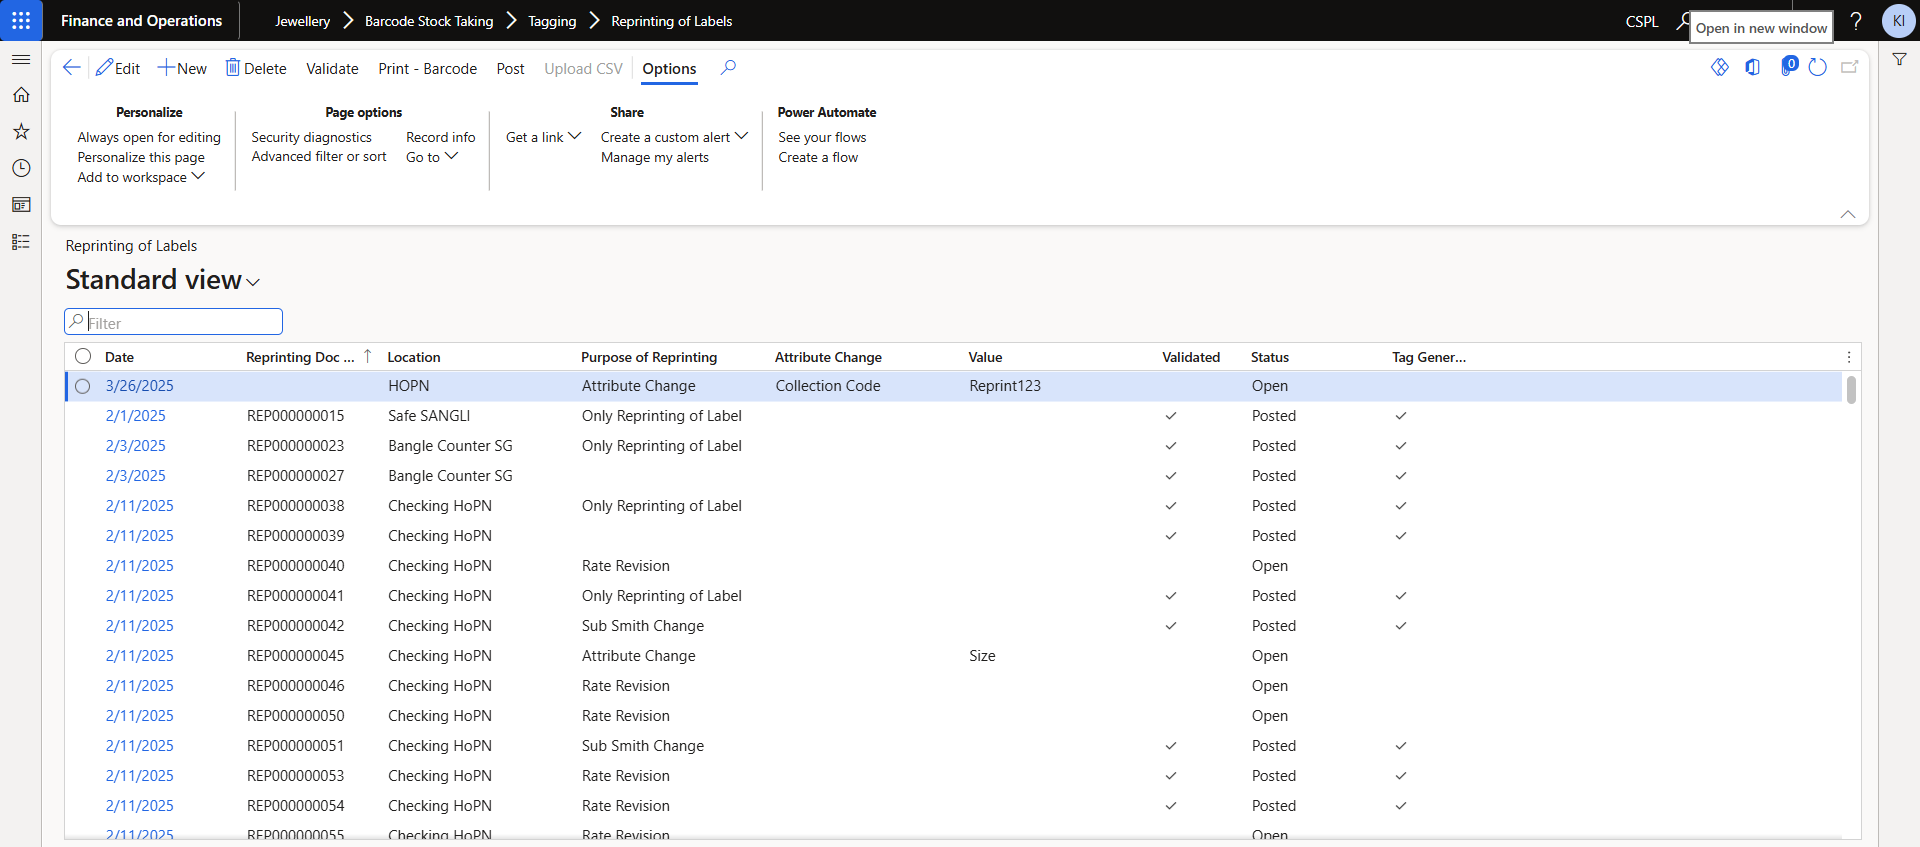 Finance and Operations Jewellery Barcode Stock Taking Tagging Reprinting of Labels CSPL Open in new window ? KI
Edit New Delete Validate Print - Barcode Post Upload CSV Options 0
Personalize Page options Share Power Automate
Always open for editing Security diagnostics Record info Get a link Create a custom alert See your flows
Personalize this page Advanced filter or sort Go to Manage my alerts Create a flow
Add to workspace
Reprinting of Labels
Standard view
Filter
Date Reprinting Doc ... Location Purpose of Reprinting Attribute Change Value Validated Status Tag Gener...
3/26/2025 HOPN Attribute Change Collection Code Reprint123 Open
2/1/2025 REP000000015 Safe SANGLI Only Reprinting of Label Posted
2/3/2025 REP000000023 Bangle Counter SG Only Reprinting of Label Posted
2/3/2025 REP000000027 Bangle Counter SG Posted
2/11/2025 REP000000038 Checking HoPN Only Reprinting of Label Posted
2/11/2025 REP000000039 Checking HoPN Posted
2/11/2025 REP000000040 Checking HoPN Rate Revision Open
2/11/2025 REP000000041 Checking HoPN Only Reprinting of Label Posted
2/11/2025 REP000000042 Checking HoPN Sub Smith Change Posted
2/11/2025 REP000000045 Checking HoPN Attribute Change Size Open
2/11/2025 REP000000046 Checking HoPN Rate Revision Open
2/11/2025 REP000000050 Checking HoPN Rate Revision Open
2/11/2025 REP000000051 Checking HoPN Sub Smith Change Posted
2/11/2025 REP000000053 Checking HoPN Rate Revision Posted
2/11/2025 REP000000054 Checking HoPN Rate Revision Posted
2/11/2025 REP000000055 Checking HoPN Rate Revision Open